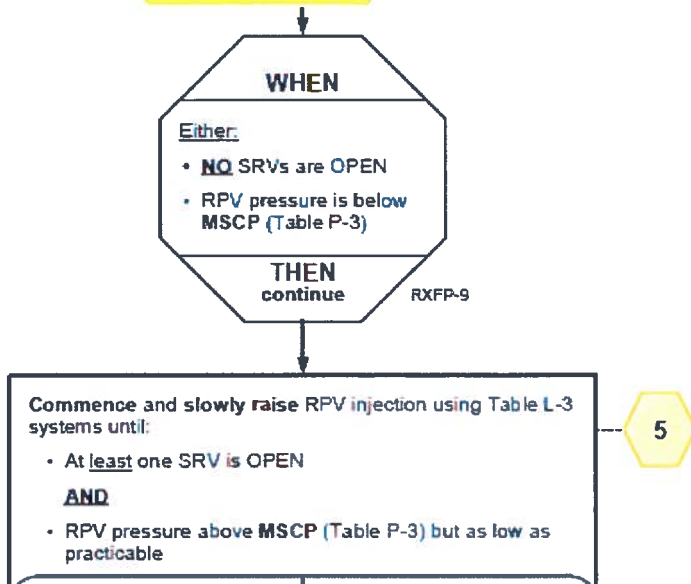 WHEN
Either:
• NO SRVs are OPEN
• RPV pressure is below
MSCP (Table P-3)
THEN
continue
RXFP-9
Commence and slowly raise RPV injection using Table L-3
systems until:
• At least one SRV is OPEN
AND
• RPV pressure above MSCP (Table P-3) but as low as
practicable
5